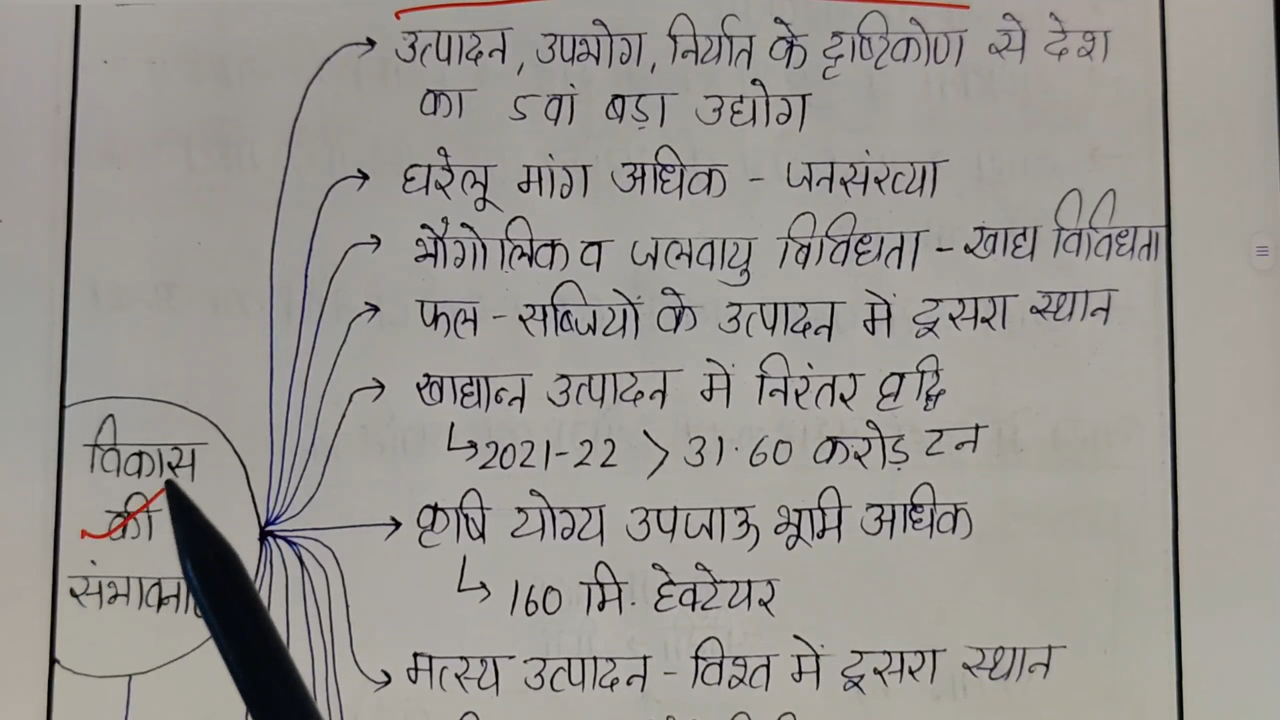 उत्पादन, उपभोग, निर्यात के दृष्टिकोण से देश
का 5वां बड़ा उद्योग
घरेलू मांग अधिक - जनसंख्या
भौगोलिक व जलवायु विविधता - खाद्य विविधता
फल - सब्जियों के उत्पादन में दूसरा स्थान
खाद्यान्न उत्पादन में निरंतर वृद्धि
↳ 2021-22 > 31.60 करोड़ टन
कृषि योग्य उपजाऊ भूमि अधिक
↳ 160 मि. हेक्टेयर
मत्स्य उत्पादन - विश्व में दूसरा स्थान
विकास
की